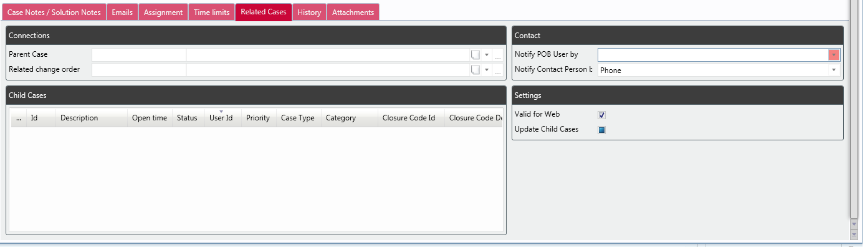 Case Notes / Solution Notes Emails Assignment Time limits Related Cases History Attachments
Connections
Parent Case
Related change order
Contact
Notify POB User by
Notify Contact Person b
Phone
Child Cases
... Id Description Open time Status User Id Priority Case Type Category Closure Code Id Closure Code De
Settings
Valid for Web
Update Child Cases